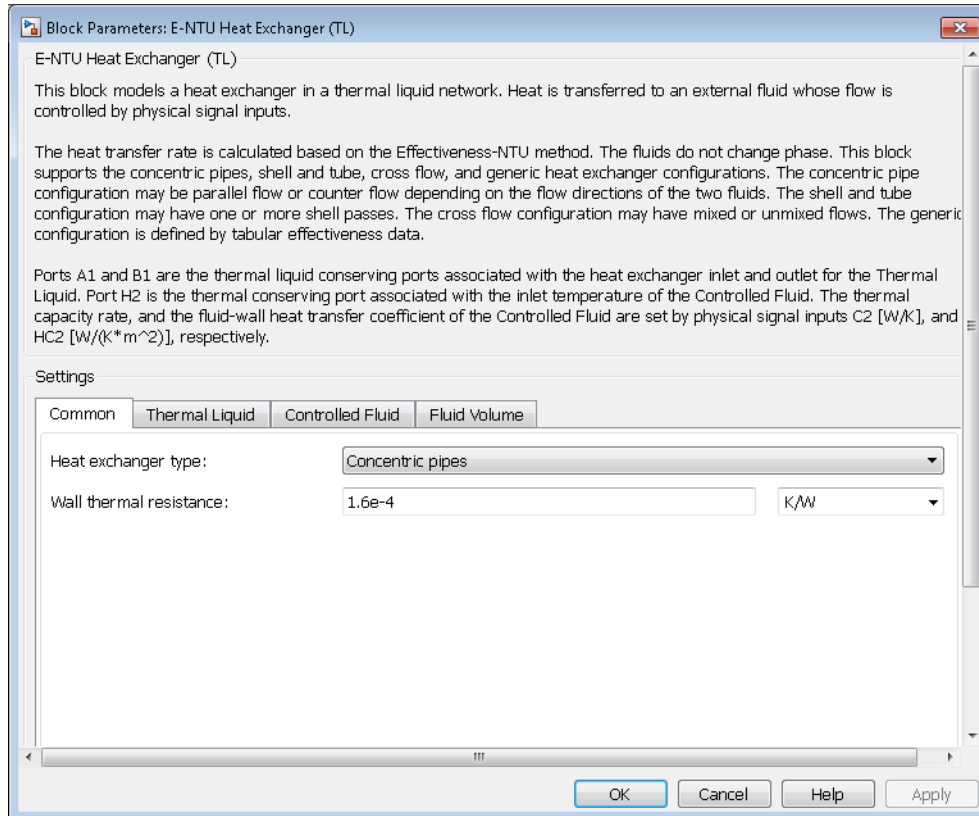 Block Parameters: E-NTU Heat Exchanger (TL)
E-NTU Heat Exchanger (TL)
This block models a heat exchanger in a thermal liquid network. Heat is transferred to an external fluid whose flow is
controlled by physical signal inputs.
The heat transfer rate is calculated based on the Effectiveness-NTU method. The fluids do not change phase. This block
supports the concentric pipes, shell and tube, cross flow, and generic heat exchanger configurations. The concentric pipe
configuration may be parallel flow or counter flow depending on the flow directions of the two fluids. The shell and tube
configuration may have one or more shell passes. The cross flow configuration may have mixed or unmixed flows. The generic
configuration is defined by tabular effectiveness data.
Ports A1 and B1 are the thermal liquid conserving ports associated with the heat exchanger inlet and outlet for the Thermal
Liquid. Port H2 is the thermal conserving port associated with the inlet temperature of the Controlled Fluid. The thermal
capacity rate, and the fluid-wall heat transfer coefficient of the Controlled Fluid are set by physical signal inputs C2 [W/K], and
HC2 [W/(K*m^2)], respectively.
Settings
Common Thermal Liquid Controlled Fluid Fluid Volume
Heat exchanger type: Concentric pipes
Wall thermal resistance: 1.6e-4 K/W
OK Cancel Help Apply